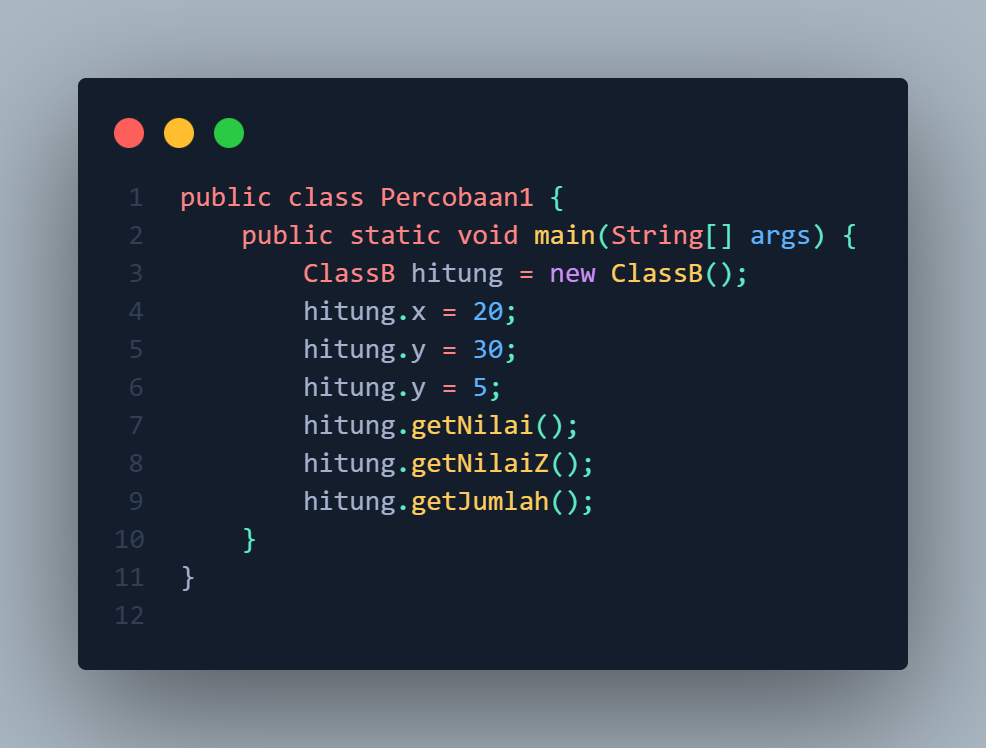 1 public class Percobaan1 {
2     public static void main(String[] args) {
3         ClassB hitung = new ClassB();
4         hitung.x = 20;
5         hitung.y = 30;
6         hitung.y = 5;
7         hitung.getNilai();
8         hitung.getNilaiZ();
9         hitung.getJumlah();
10     }
11 }
12